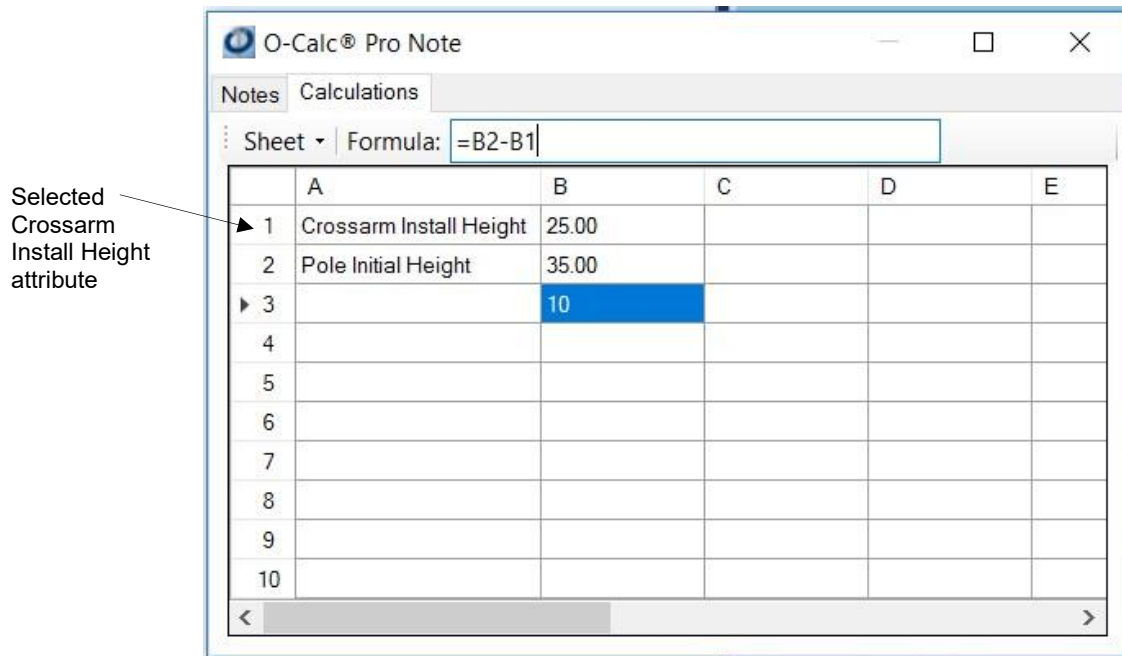 O-Calc® Pro Note
Notes Calculations
Sheet Formula: =B2-B1
A B C D E
1 Crossarm Install Height 25.00
2 Pole Initial Height 35.00
3 10
4
5
6
7
8
9
10
Selected
Crossarm
Install Height
attribute